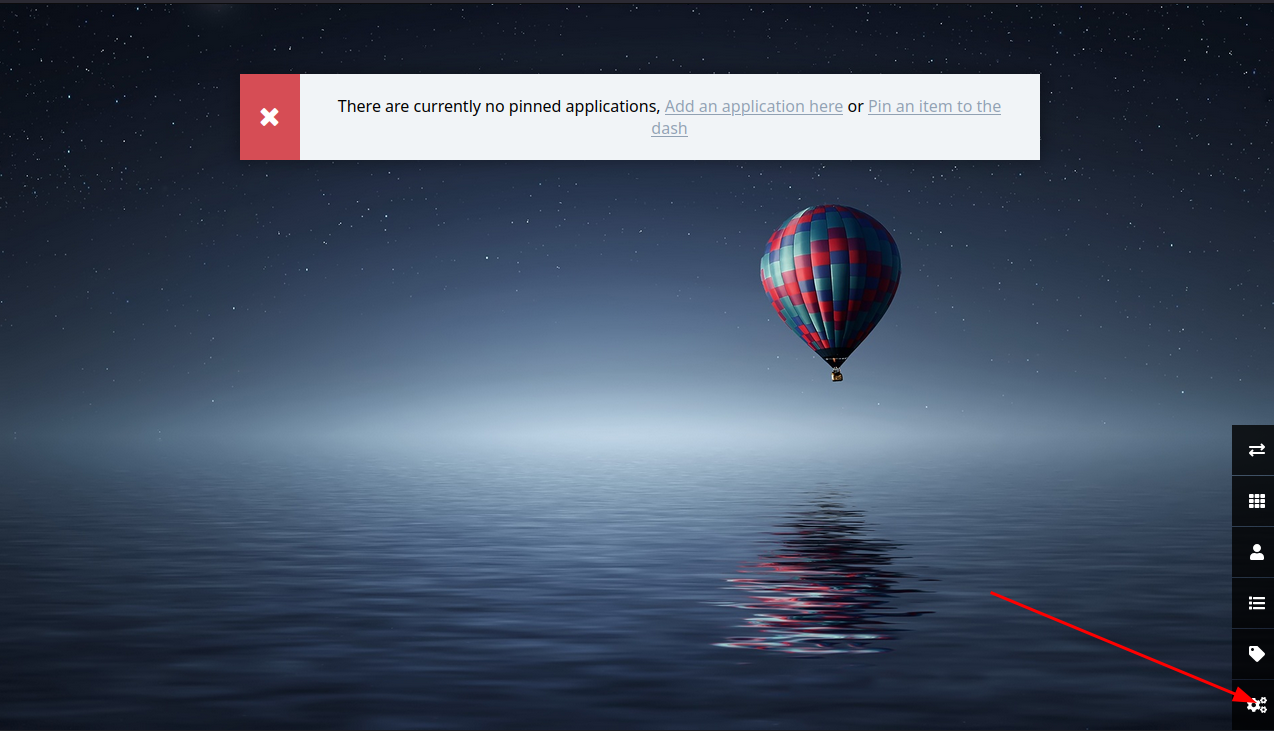 There are currently no pinned applications, Add an application here or Pin an item to the
dash